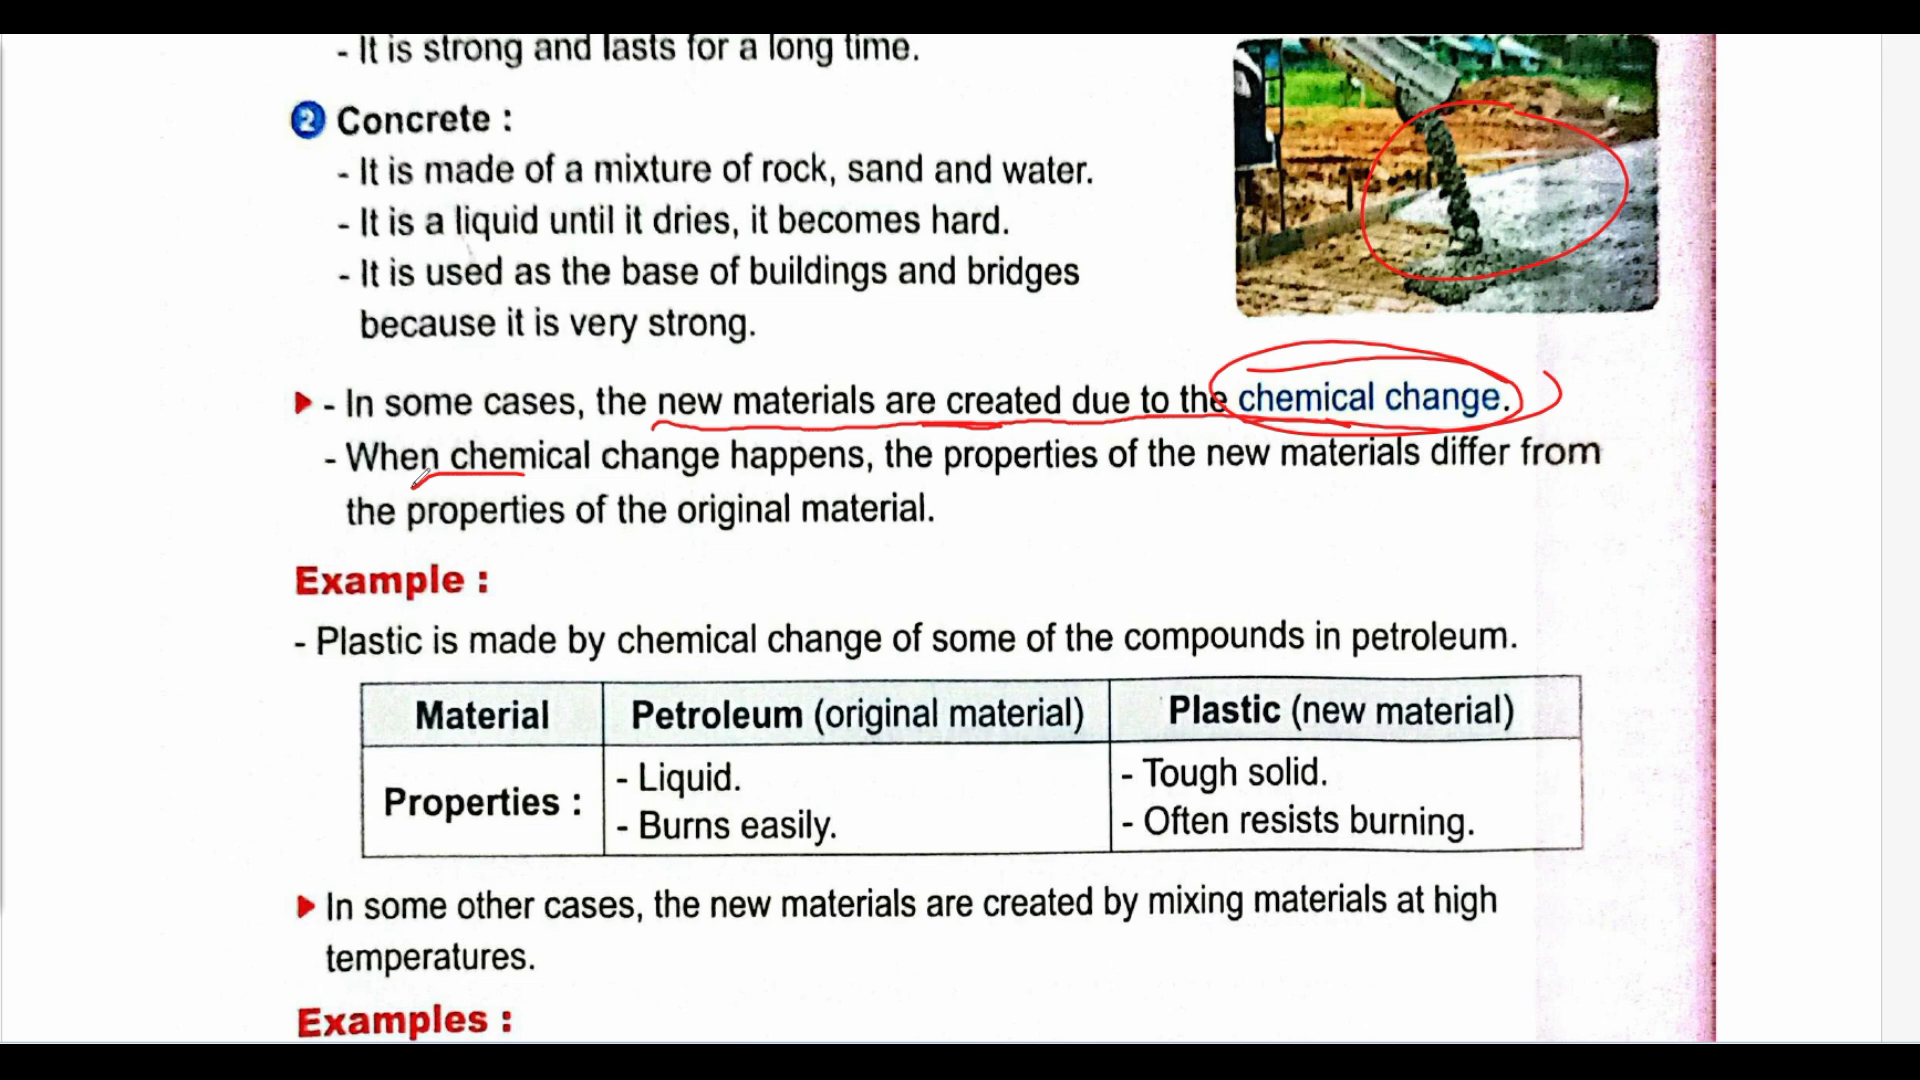 - It is strong and lasts for a long time.
2 Concrete :
- It is made of a mixture of rock, sand and water.
- It is a liquid until it dries, it becomes hard.
- It is used as the base of buildings and bridges
because it is very strong.
- In some cases, the new materials are created due to the chemical change.
- When chemical change happens, the properties of the new materials differ from
the properties of the original material.
Example :
- Plastic is made by chemical change of some of the compounds in petroleum.
Material Petroleum (original material) Plastic (new material)
Properties : - Liquid. - Tough solid.
- Burns easily. - Often resists burning.
In some other cases, the new materials are created by mixing materials at high
temperatures.
Examples :